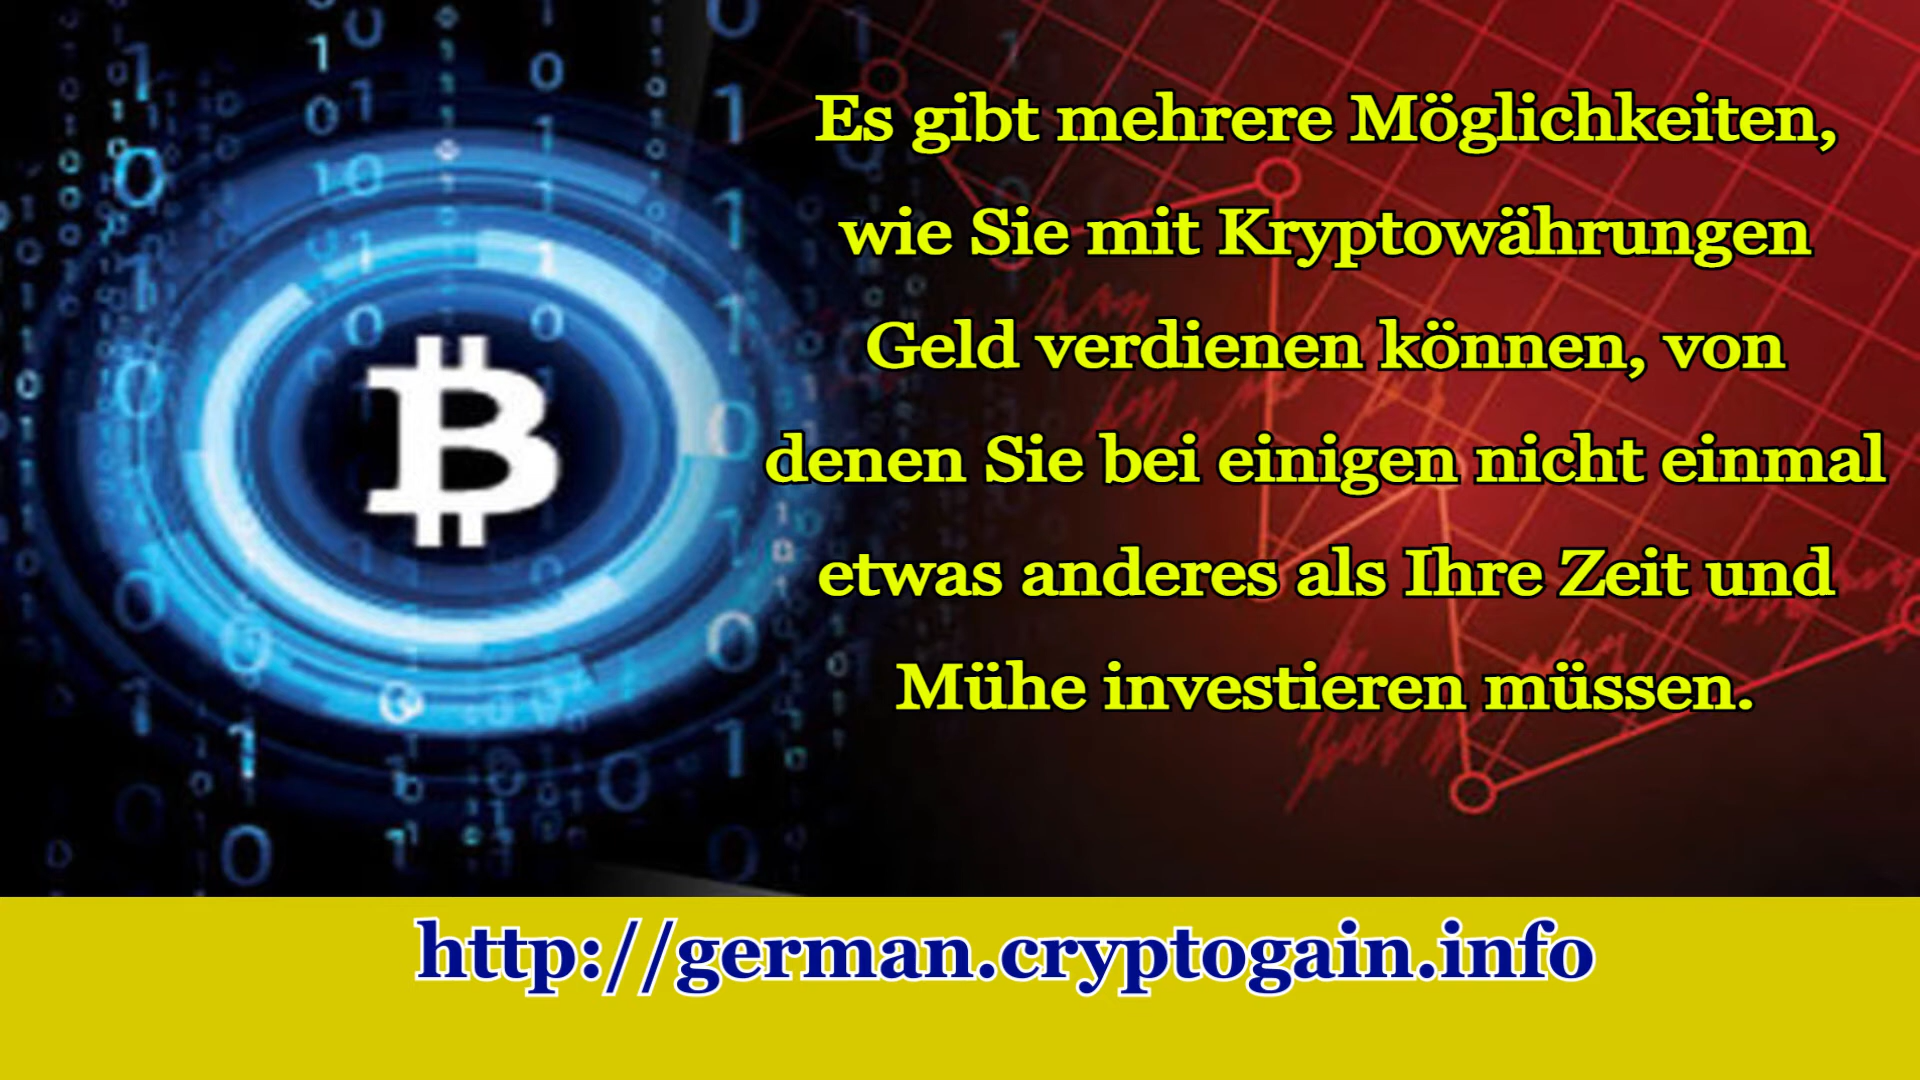 Es gibt mehrere Möglichkeiten,
wie Sie mit Kryptowährungen
Geld verdienen können, von
denen Sie bei einigen nicht einmal
etwas anderes als Ihre Zeit und
Mühe investieren müssen.
http://german.cryptogain.info